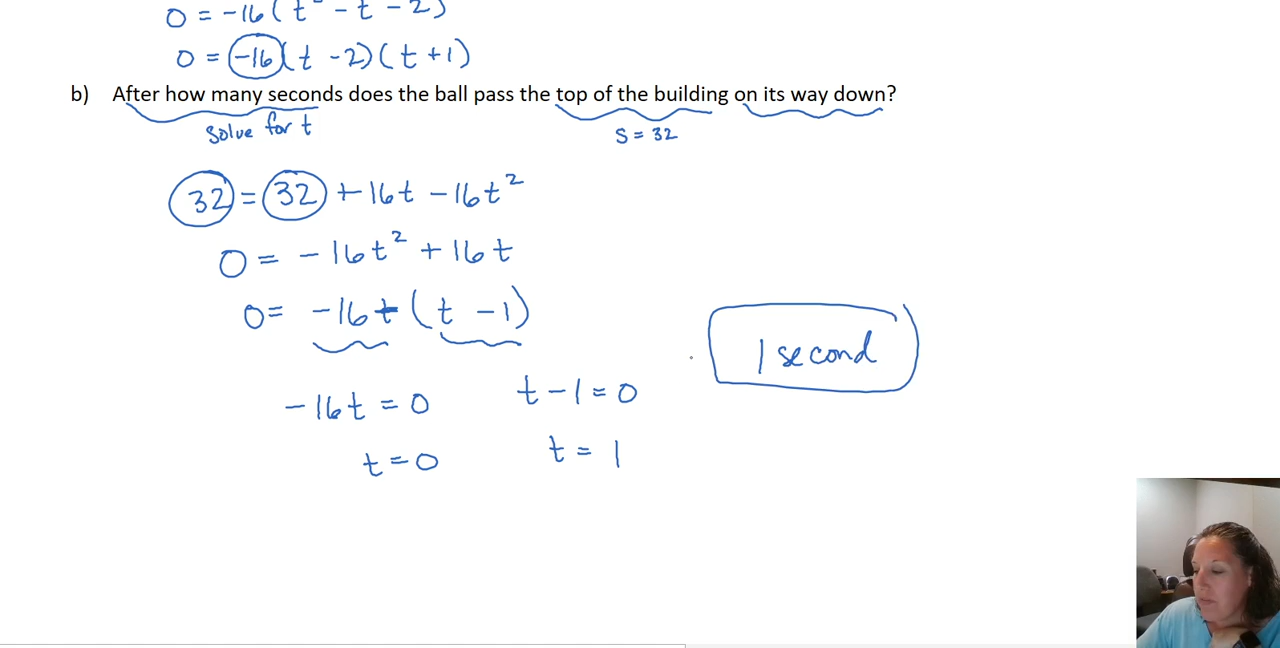 0 = -16(t² - t - 2)
0 = -16(t - 2)(t + 1)
b) After how many seconds does the ball pass the top of the building on its way down?
Solve for t
S = 32
32 = 32 + 16t - 16t²
0 = -16t² + 16t
0 = -16t(t - 1)
1 second
-16t = 0 t - 1 = 0
t = 0 t = 1